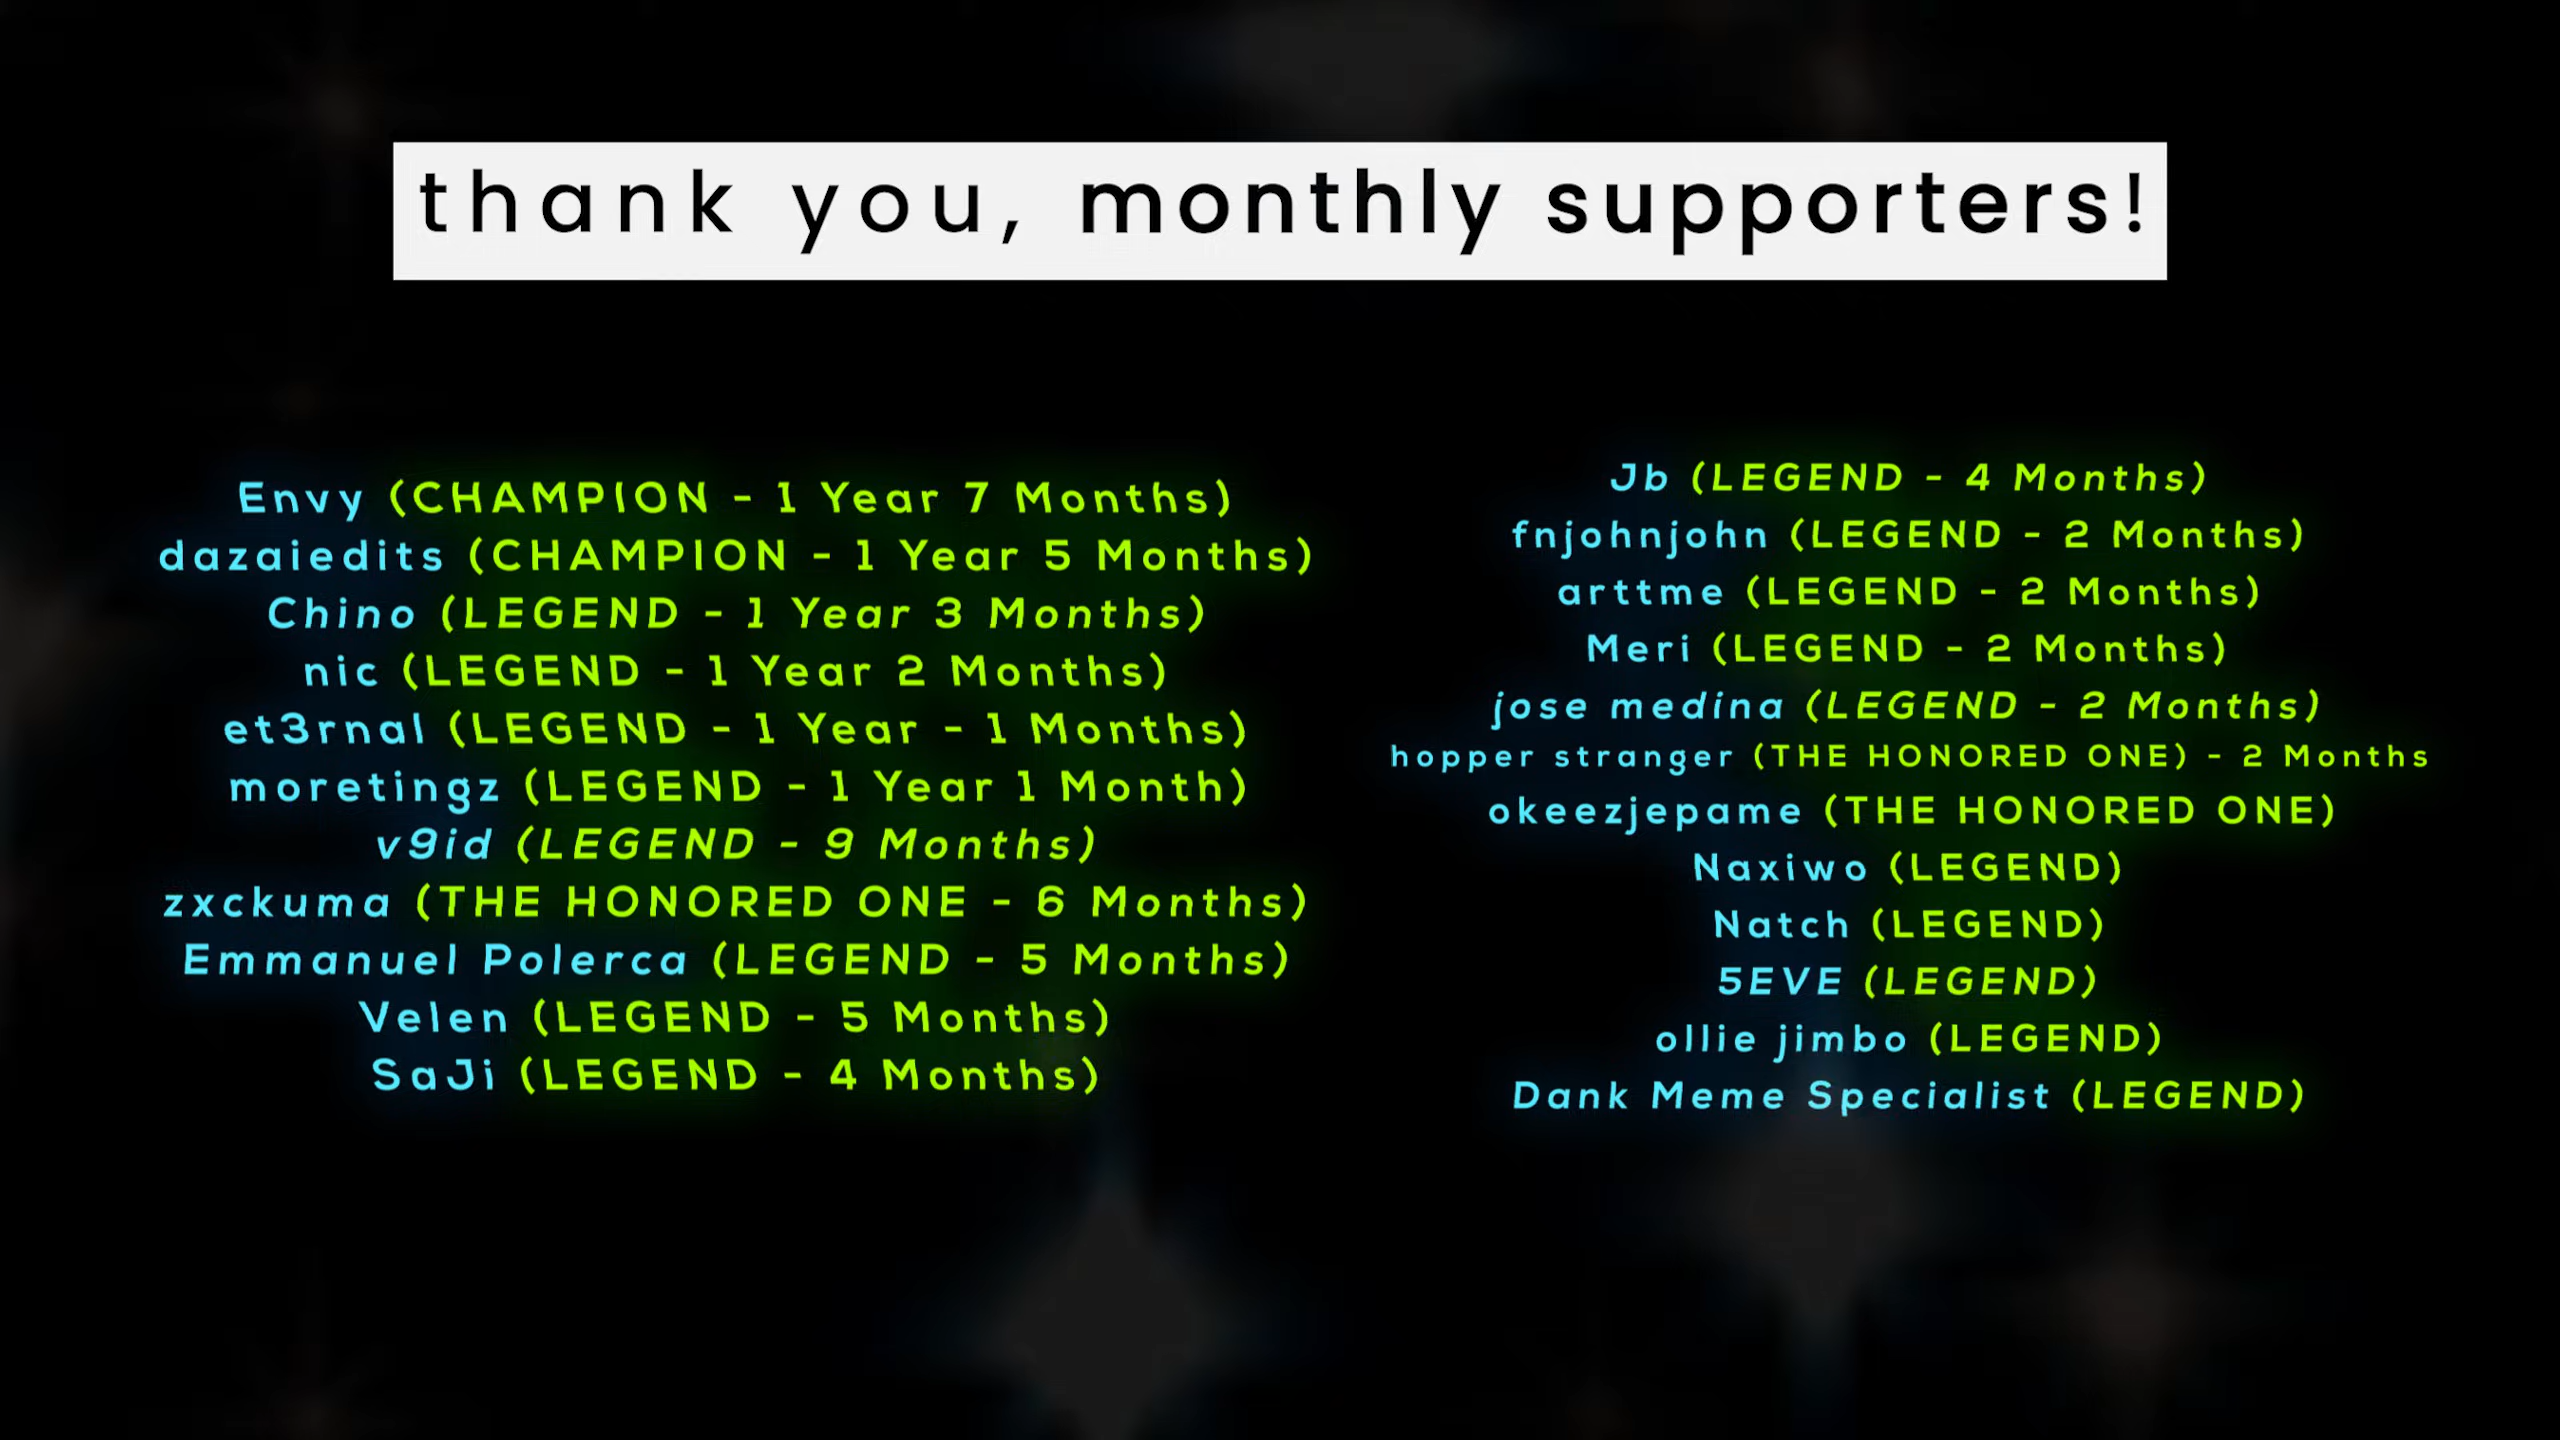 thank you, monthly supporters!
Envy (CHAMPION - 1 Year 7 Months)
dazaiedits (CHAMPION - 1 Year 5 Months)
Chino (LEGEND - 1 Year 3 Months)
nic (LEGEND - 1 Year 2 Months)
et3rnal (LEGEND - 1 Year - 1 Months)
moretingz (LEGEND - 1 Year 1 Month)
v9id (LEGEND - 9 Months)
zxckuma (THE HONORED ONE - 6 Months)
Emmanuel Polerca (LEGEND - 5 Months)
Velen (LEGEND - 5 Months)
SaJi (LEGEND - 4 Months)
Jb (LEGEND - 4 Months)
fnjohnjohn (LEGEND - 2 Months)
arttme (LEGEND - 2 Months)
Meri (LEGEND - 2 Months)
jose medina (LEGEND - 2 Months)
hopper stranger (THE HONORED ONE) - 2 Months
okeezjepame (THE HONORED ONE)
Naxiwo (LEGEND)
Natch (LEGEND)
5EVE (LEGEND)
ollie jimbo (LEGEND)
Dank Meme Specialist (LEGEND)